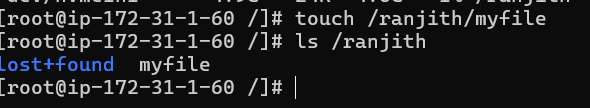 [root@ip-172-31-1-60 /]# touch /ranjith/myfile
[root@ip-172-31-1-60 /]# ls /ranjith
lost+found  myfile
[root@ip-172-31-1-60 /]#